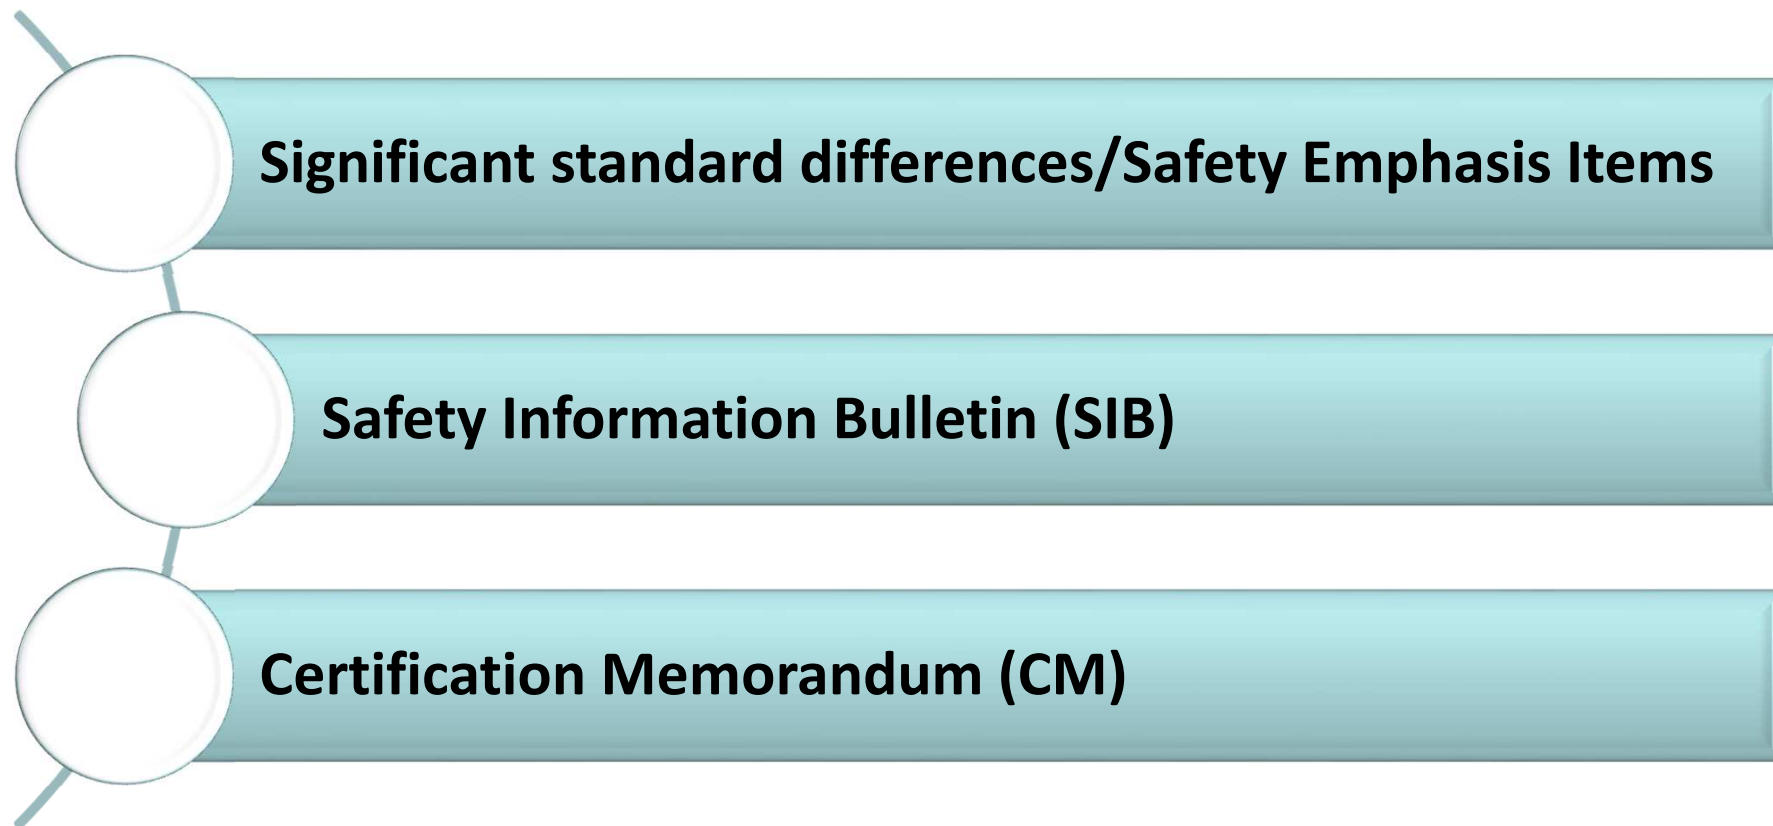 Significant standard differences/Safety Emphasis Items
Safety Information Bulletin (SIB)
Certification Memorandum (CM)